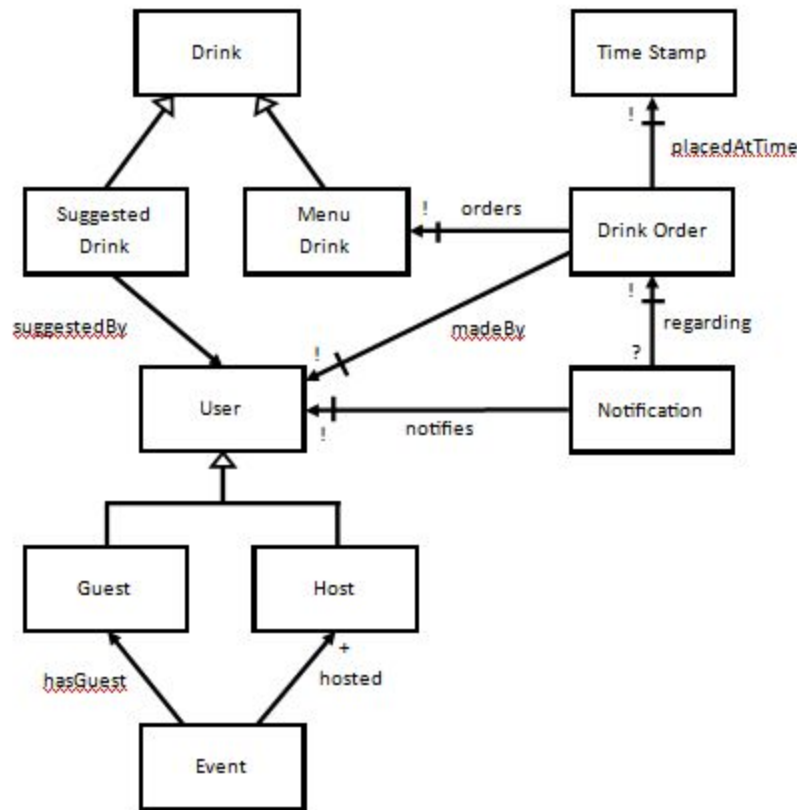 Drink
Time Stamp
!
placedAtTime
Suggested
Drink
Menu
Drink
!
orders
Drink Order
suggestedBy
madeBy
!
regarding
!
?
User
Notification
!
notifies
Guest
Host
hasGuest
+
hosted
Event